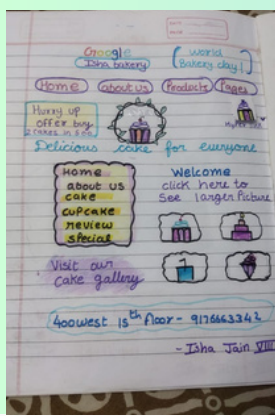 Google
Isha bakery
World
Bakery day!
Home
about us
Products
Pages
Hurry up
offer buy
2 cakes in 500
Delicious cake for everyone
Home
about us
cake
cupcake
review
special
Welcome
click here to
see larger Picture
Visit our
cake gallery
400 west 15th floor - 9176663342
- Isha Jain VIII